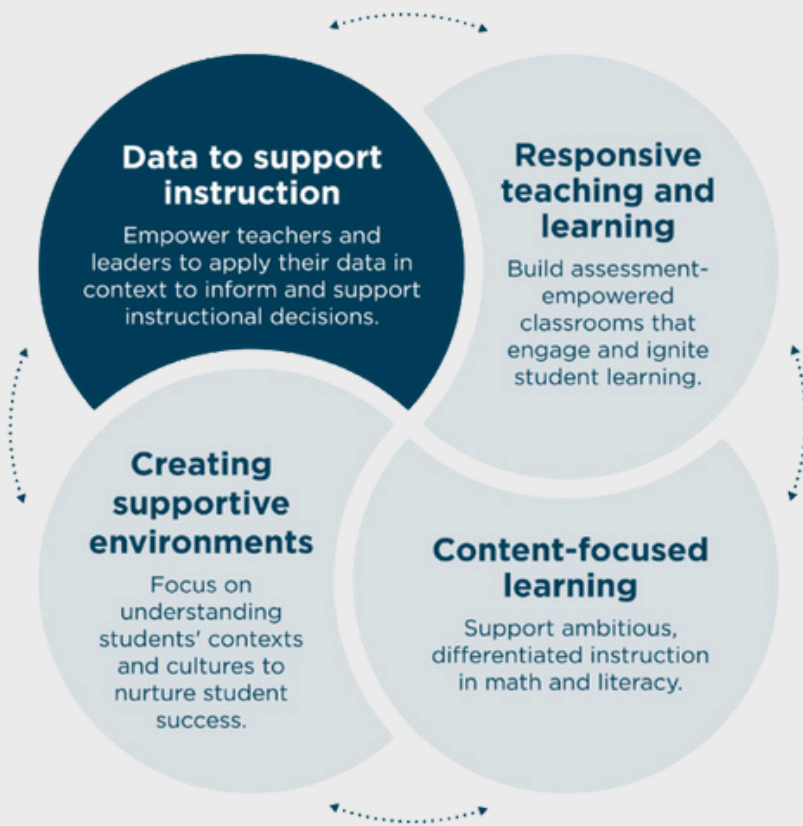 Data to support
instruction
Empower teachers and
leaders to apply their data in
context to inform and support
instructional decisions.
Responsive
teaching and
learning
Build assessment-
empowered
classrooms that
engage and ignite
student learning.
Creating
supportive
environments
Focus on
understanding
students' contexts
and cultures to
nurture student
success.
Content-focused
learning
Support ambitious,
differentiated instruction
in math and literacy.